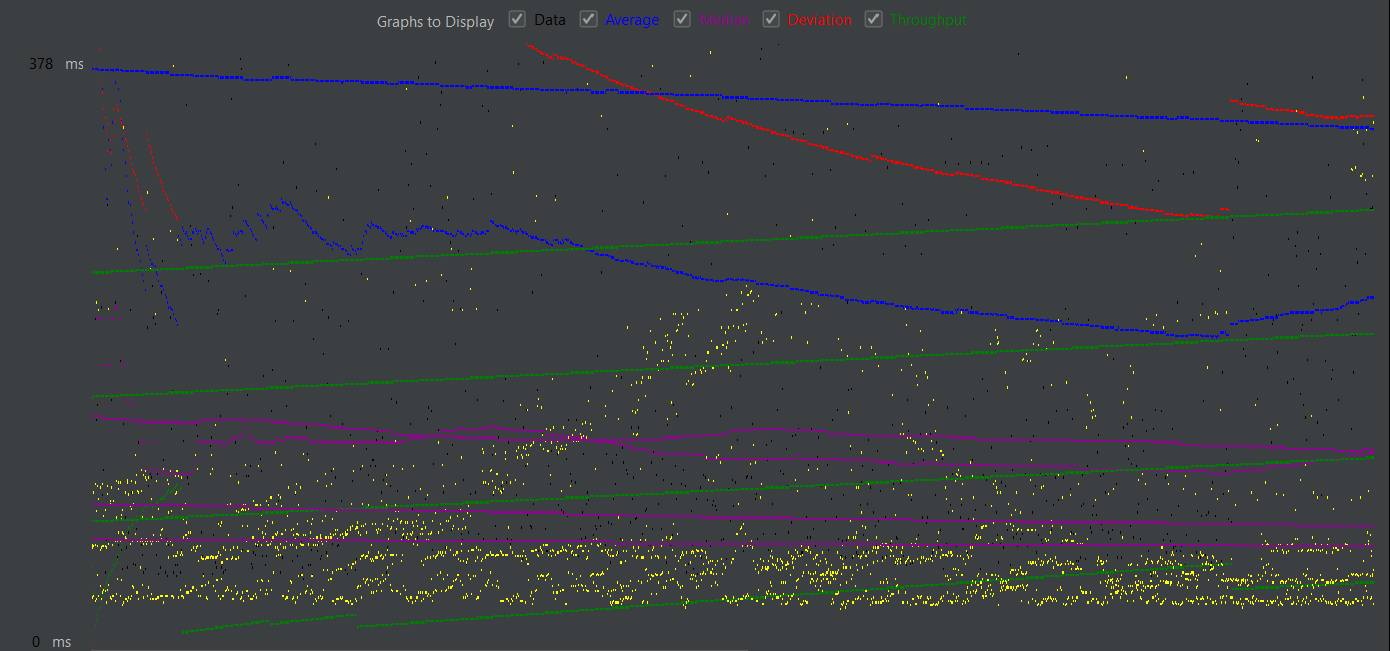 Graphs to Display Data Average Median Deviation Throughput
378 ms
0 ms